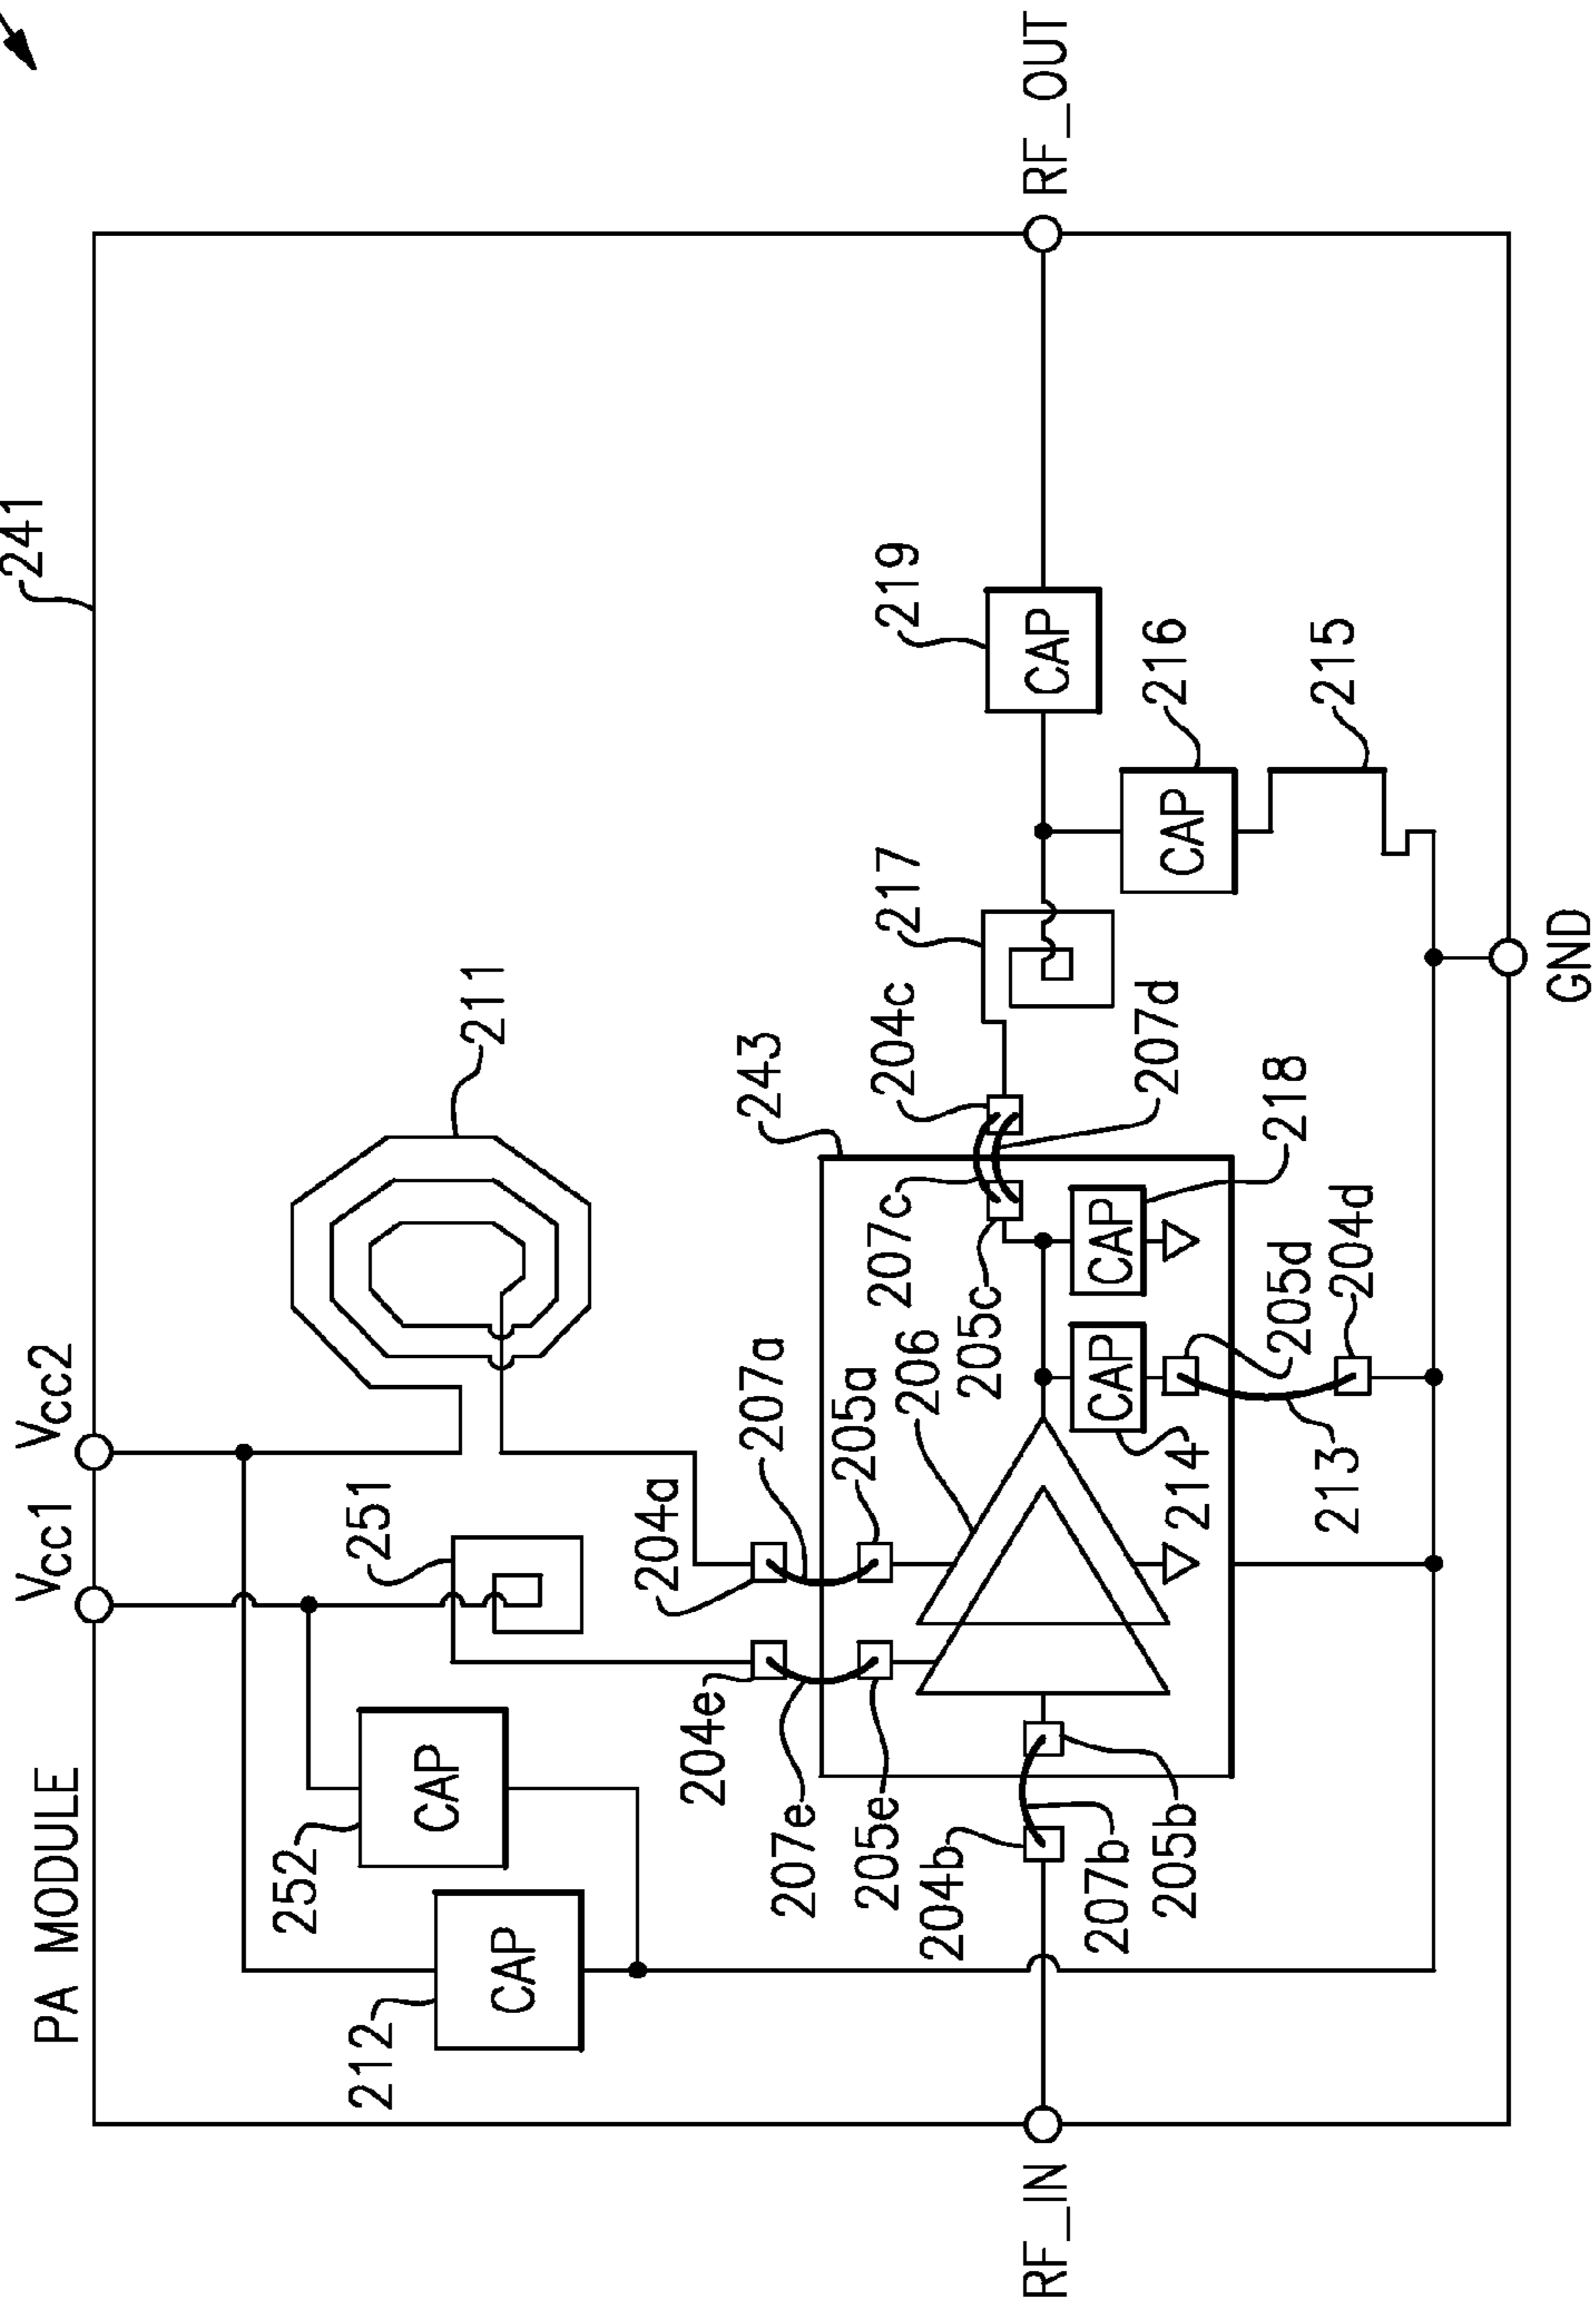 241
PA MODULE
Vcc1
Vcc2
211
251
252
CAP
212
CAP
204a
204e
207a
207e
205a
205e
243
206
204b
207b
205b
207c
205c
204c
207d
217
219
CAP
CAP
216
215
CAP
218
CAP
214
205d
204d
213
RF_IN
RF_OUT
GND